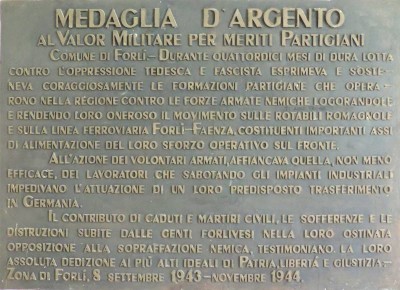 MEDAGLIA D'ARGENTO
AL VALOR MILITARE PER MERITI PARTIGIANI
COMUNE DI FORLÌ - DURANTE QUATTORDICI MESI DI DURA LOTTA
CONTRO L'OPPRESSIONE TEDESCA E FASCISTA ESPRIMEVA E SOSTE-
NEVA CORAGGIOSAMENTE LE FORMAZIONI PARTIGIANE CHE OPERA-
RONO NELLA REGIONE CONTRO LE FORZE ARMATE NEMICHE LOGORANDOLE
E RENDENDO LORO ONEROSO IL MOVIMENTO SULLE ROTABILI ROMAGNOLE
E SULLA LINEA FERROVIARIA FORLÌ-FAENZA, COSTITUENTI IMPORTANTI ASSI
DI ALIMENTAZIONE DEL LORO SFORZO OPERATIVO SUL FRONTE.
ALL'AZIONE DEI VOLONTARI ARMATI, AFFIANCAVA QUELLA, NON MENO
EFFICACE, DEI LAVORATORI CHE SABOTANDO GLI IMPIANTI INDUSTRIALI
IMPEDIVANO L'ATTUAZIONE DI UN LORO PREDISPOSTO TRASFERIMENTO
IN GERMANIA.
IL CONTRIBUTO DI CADUTI E MARTIRI CIVILI, LE SOFFERENZE E LE
DISTRUZIONI SUBITE DALLE GENTI FORLIVESI NELLA LORO OSTINATA
OPPOSIZIONE ALLA SOPRAFFAZIONE NEMICA, TESTIMONIANO LA LORO
ASSOLUTA DEDIZIONE AI PIÙ ALTI IDEALI DI PATRIA, LIBERTÀ E GIUSTIZIA.-
ZONA DI FORLÌ, 8 SETTEMBRE 1943-NOVEMBRE 1944.